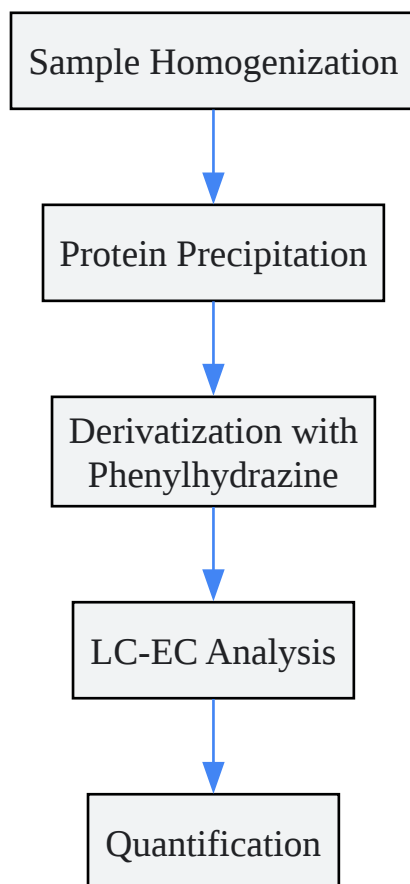 Sample Homogenization
Protein Precipitation
Derivatization with
Phenylhydrazine
LC-EC Analysis
Quantification